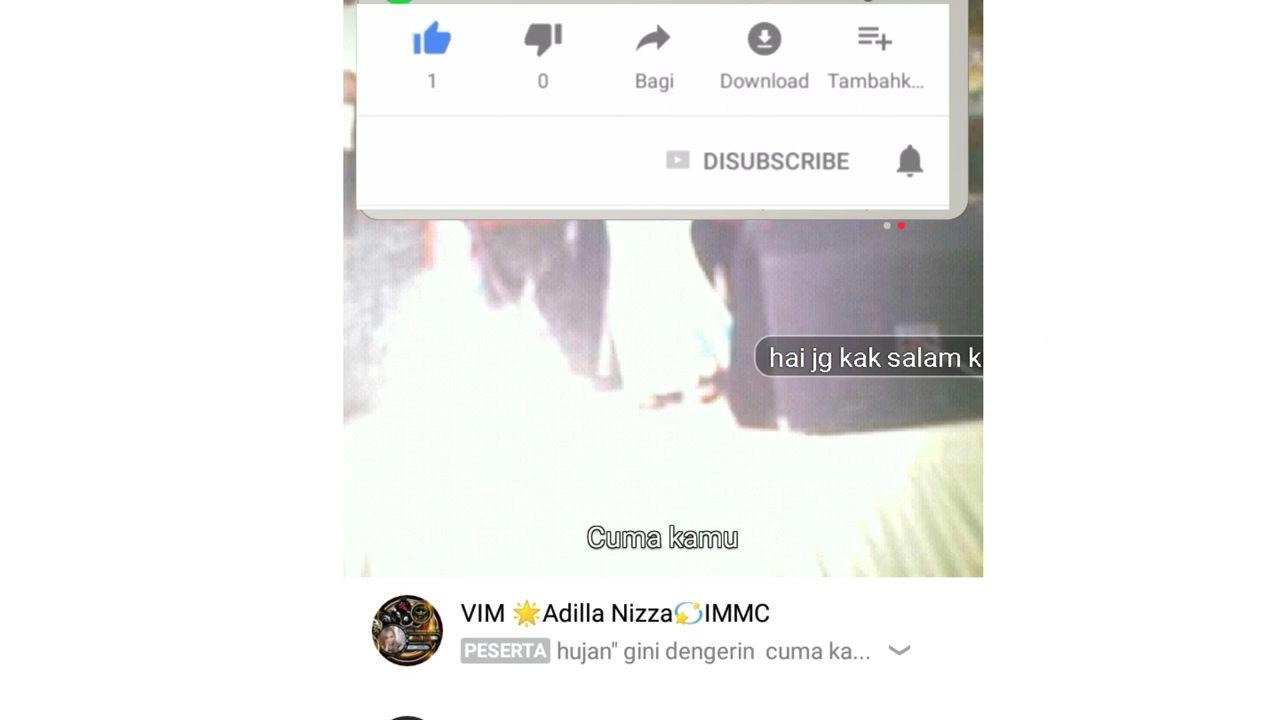 1
0
Bagi
Download
Tambahk...
DISUBSCRIBE
hai jg kak salam k
Cuma kamu
VIM 🌟Adilla Nizza💫IMMC
PESERTA hujan" gini dengerin cuma ka...